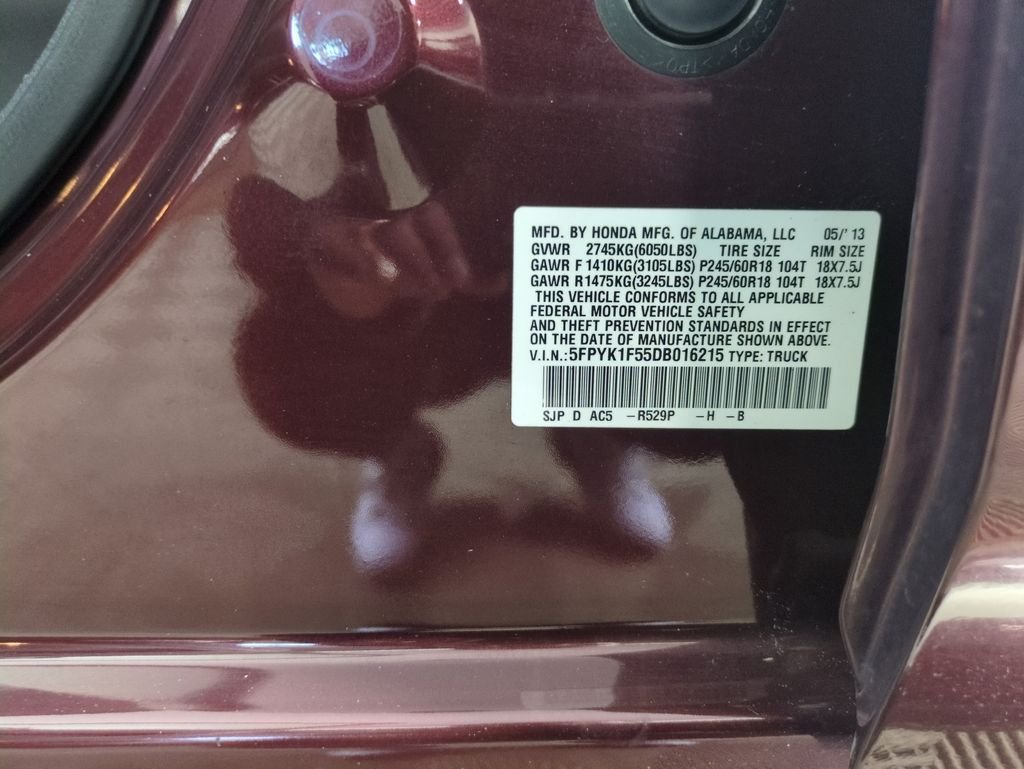 >TPO<
MFD. BY HONDA MFG. OF ALABAMA, LLC 05/' 13
GVWR 2745KG(6050LBS) TIRE SIZE RIM SIZE
GAWR F 1410KG(3105LBS) P245/60R18 104T 18X7.5J
GAWR R1475KG(3245LBS) P245/60R18 104T 18X7.5J
THIS VEHICLE CONFORMS TO ALL APPLICABLE
FEDERAL MOTOR VEHICLE SAFETY
AND THEFT PREVENTION STANDARDS IN EFFECT
ON THE DATE OF MANUFACTURE SHOWN ABOVE.
V.I.N.:5FPYK1F55DB016215 TYPE: TRUCK
SJP D AC5 -R529P -H -B